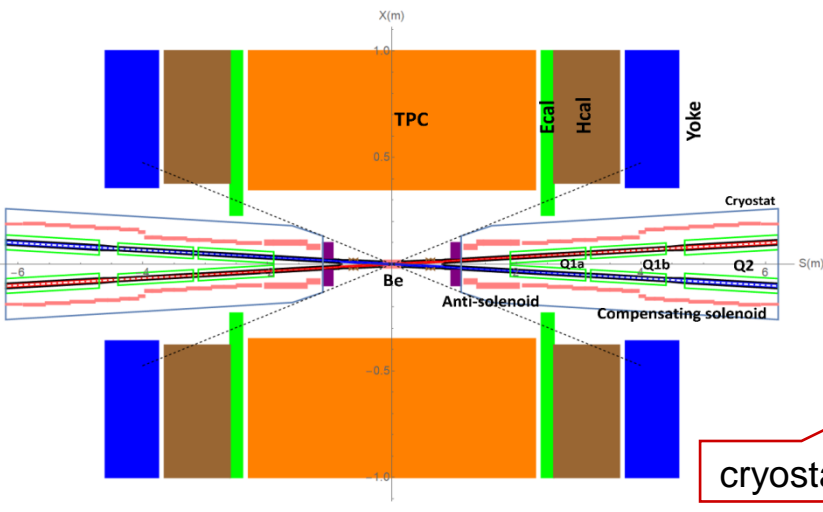 X(m)
1.0
TPC
Ecal
Hcal
Yoke
0.5
Cryostat
-6
-4
Be
Q1a
Q1b
Q2
6
S(m)
Anti-solenoid
Compensating solenoid
-0.5
-1.0